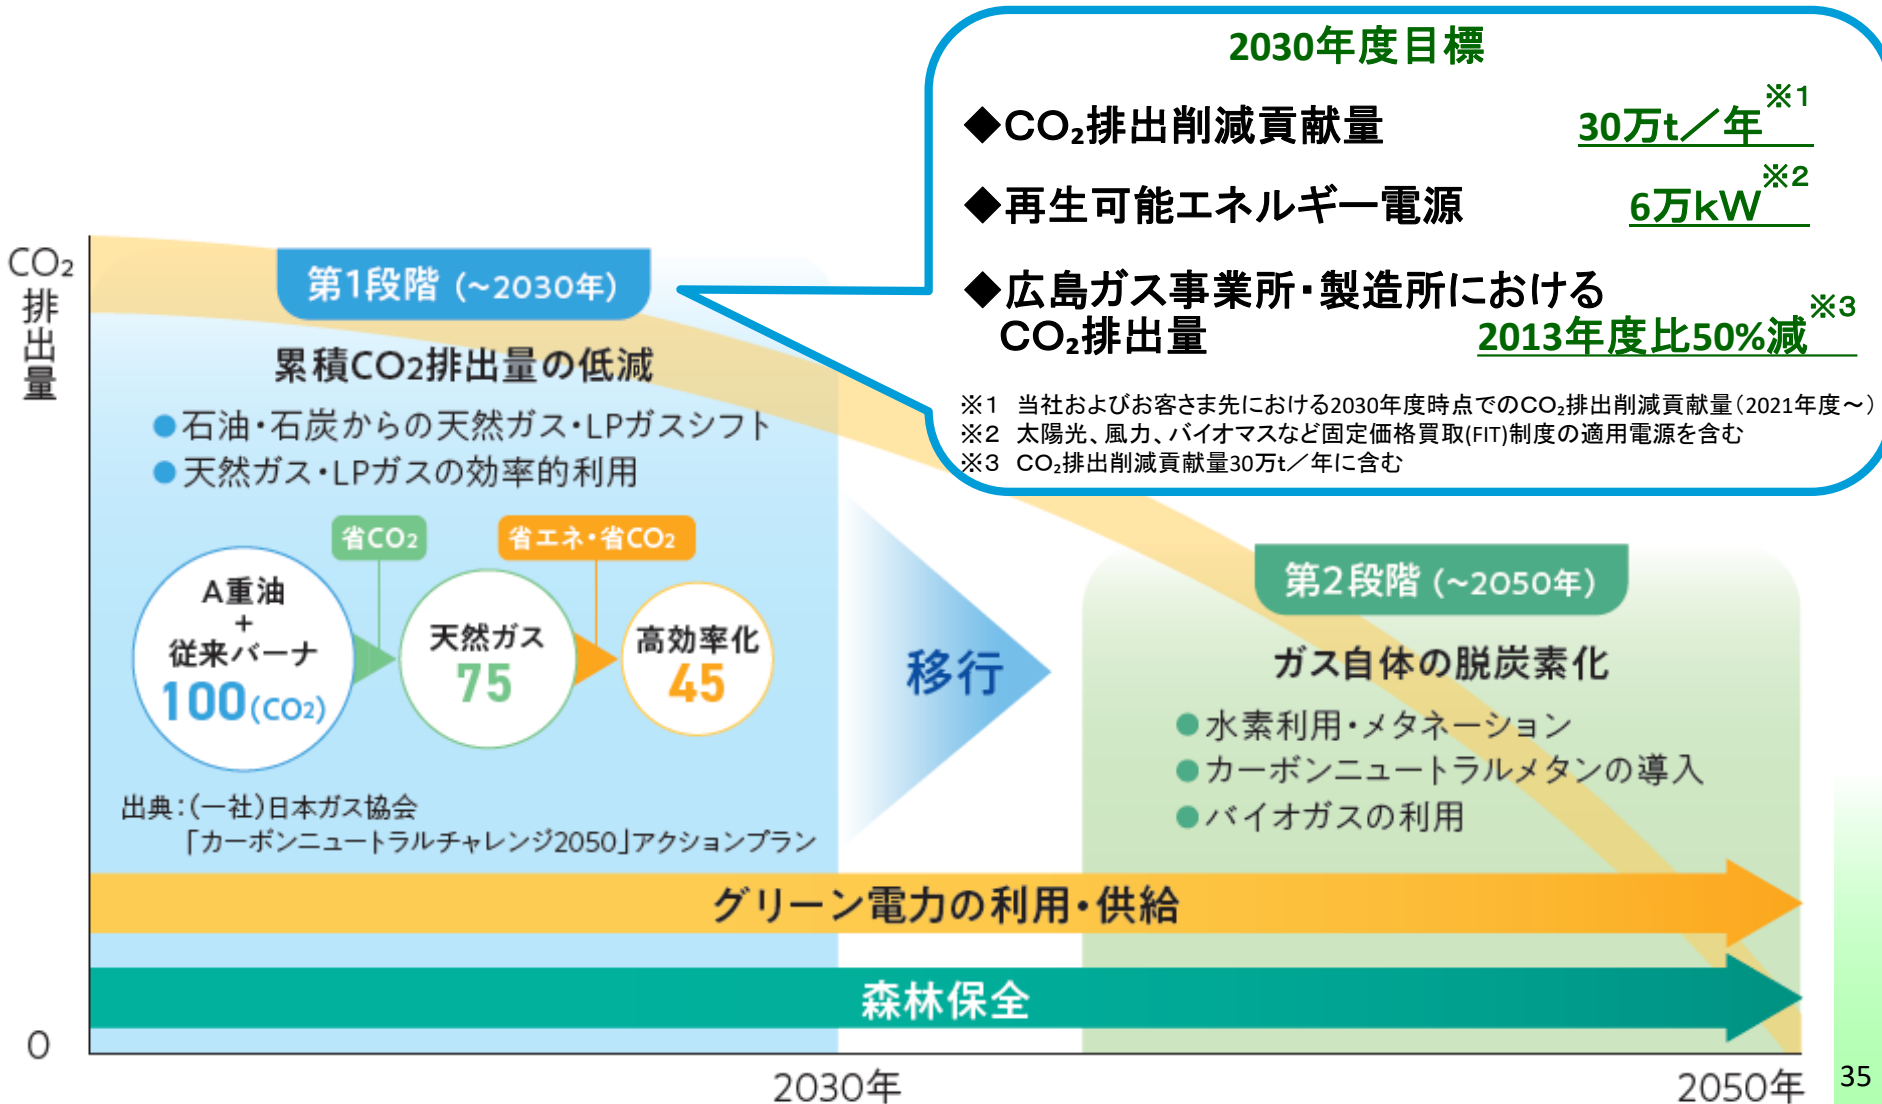 2030年度目標
◆CO₂排出削減貢献量 30万t／年※1
◆再生可能エネルギー電源 6万kW※2
◆広島ガス事業所・製造所における
CO₂排出量 2013年度比50%減※3
※1 当社およびお客さま先における2030年度時点でのCO₂排出削減貢献量（2021年度～）
※2 太陽光、風力、バイオマスなど固定価格買取(FIT)制度の適用電源を含む
※3 CO₂排出削減貢献量30万t／年に含む
CO₂排出量
第1段階（~2030年）
累積CO₂排出量の低減
●石油・石炭からの天然ガス・LPガスシフト
●天然ガス・LPガスの効率的利用
省CO₂
省エネ・省CO₂
A重油
+
従来バーナ
100(CO₂)
天然ガス
75
高効率化
45
出典：（一社）日本ガス協会
「カーボンニュートラルチャレンジ2050」アクションプラン
移行
第2段階（~2050年）
ガス自体の脱炭素化
●水素利用・メタネーション
●カーボンニュートラルメタンの導入
●バイオガスの利用
グリーン電力の利用・供給
森林保全
0
2030年
2050年
35